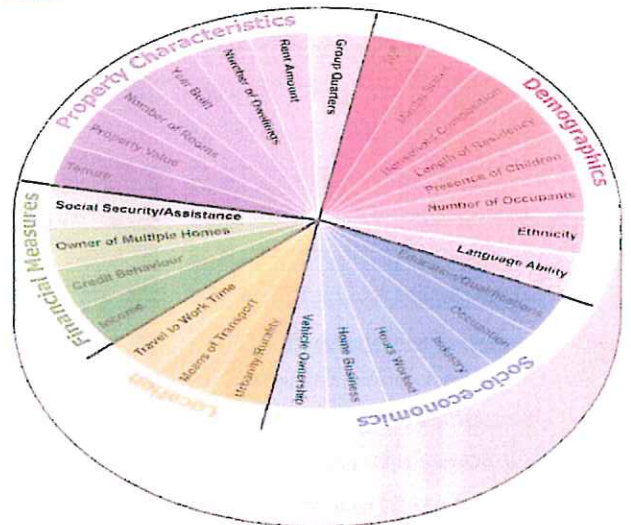 Property Characteristics
Tenure
Property Value
Number of Rooms
Year Built
Number of Dwellings
Rent Amount
Group Quarters
Demographics
Age
Marital Status
Household Composition
Length of Residency
Presence of Children
Number of Occupants
Ethnicity
Language Ability
Socio-economics
Education/Qualifications
Occupation
Industry
Hours Worked
Home Business
Vehicle Ownership
Location
Urbanity Rurality
Means of Transport
Travel to Work Time
Financial Measures
Income
Credit Behaviour
Owner of Multiple Homes
Social Security/Assistance